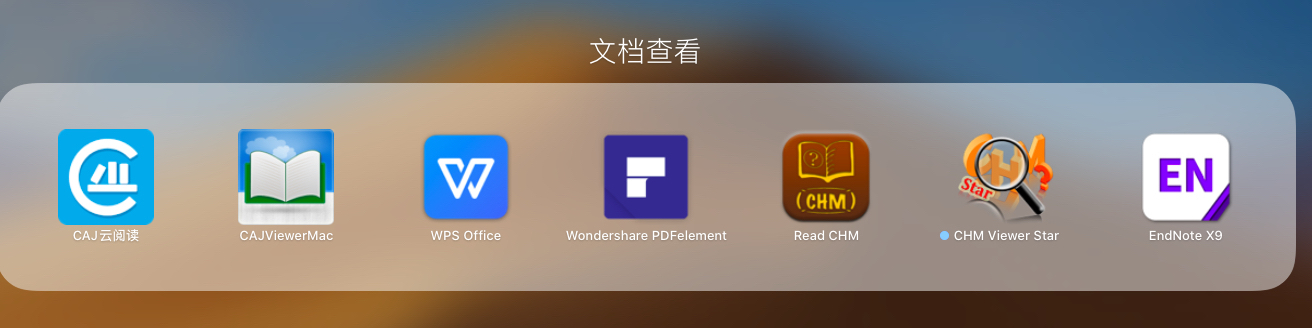 文档查看
CAJ云阅读
CAJViewerMac
WPS Office
Wondershare PDFelement
Read CHM
(CHM)
?
Star
CHM Viewer Star
EN
EndNote X9